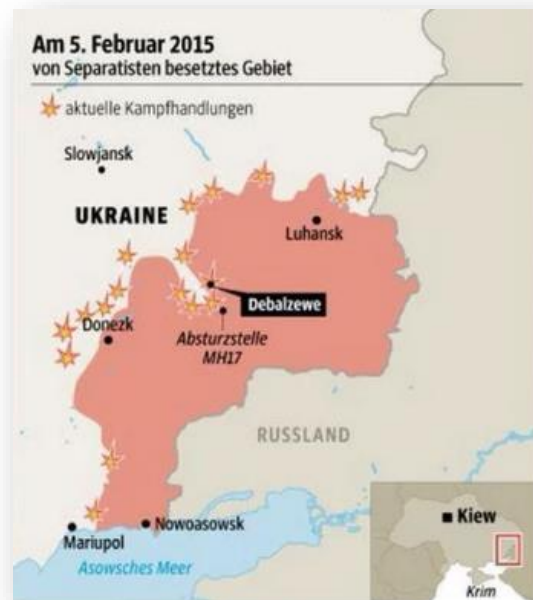 Am 5. Februar 2015
von Separatisten besetztes Gebiet
aktuelle Kampfhandlungen
Slowjansk
UKRAINE
Luhansk
Debalzewe
Donezk
Absturzstelle
MH17
RUSSLAND
Nowoasowsk
Mariupol
Asowsches Meer
Kiew
Krim